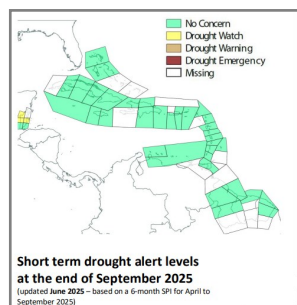 No Concern
Drought Watch
Drought Warning
Drought Emergency
Missing
Short term drought alert levels
at the end of September 2025
(updated June 2025 – based on a 6-month SPI for April to
September 2025)